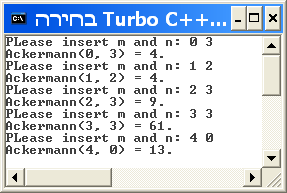 בחירה Turbo C++...
PLease insert m and n: 0 3
Ackermann(0, 3) = 4.
PLease insert m and n: 1 2
Ackermann(1, 2) = 4.
PLease insert m and n: 2 3
Ackermann(2, 3) = 9.
PLease insert m and n: 3 3
Ackermann(3, 3) = 61.
PLease insert m and n: 4 0
Ackermann(4, 0) = 13.